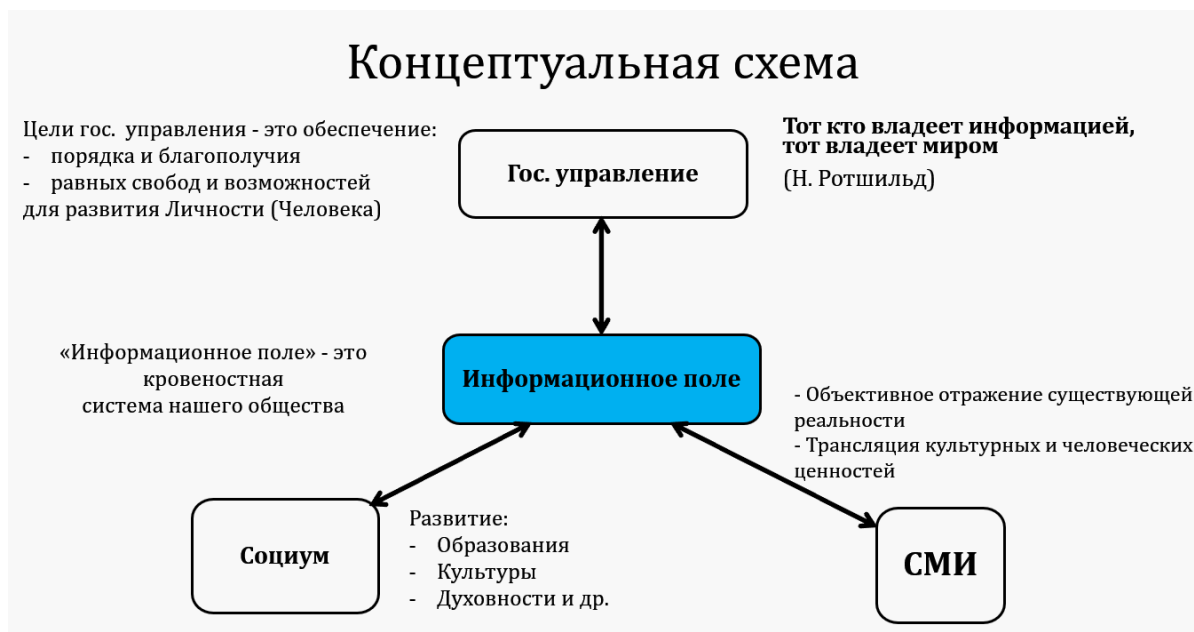 Концептуальная схема
Цели гос. управления - это обеспечение:
- порядка и благополучия
- равных свобод и возможностей
для развития Личности (Человека)
Гос. управление
Тот кто владеет информацией,
тот владеет миром
(Н. Ротшильд)
«Информационное поле» - это
кровеностная
система нашего общества
Информационное поле
- Объективное отражение существующей
реальности
- Трансляция культурных и человеческих
ценностей
Социум
Развитие:
- Образования
- Культуры
- Духовности и др.
СМИ